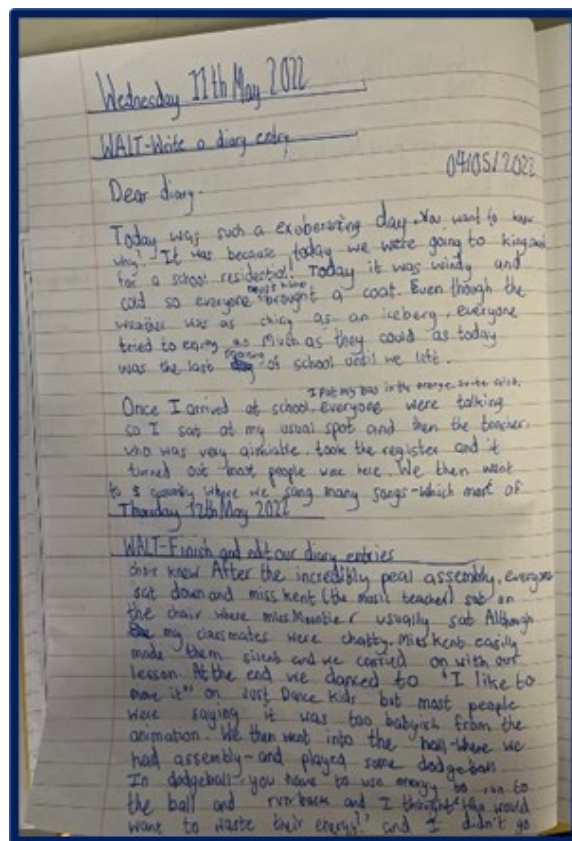 Wednesday 11th May 2022
WALT-Write a diary entry
04/05/2022
Dear diary.
Today was such a exoberating day. You want to know
why? It was because today we were going to
for a school residential! Today it was windy and
cold so everyone brought a coat. Even though the
weather was as as an iceberg, everyone
tried to enjoy as much as they could as today
was the last of school until we left.
I put my bag in the orange
Once I arrived at school, everyone were talking
so I sat at my usual spot and then the teacher,
who was very aimiable, took the register and it
turned out most people were here. We then went
to where we sang many songs-which most of
Thursday 12th May 2022
WALT-Finish and edit our diary entries
knew After the incredibly assembly, everyone
sat down and miss Kent (the music teacher) sat on
the chair where miss usually sat Although
my classmates were chatty. Miss Kent easily
made them silent and we carried on with our
lesson. At the end we danced to "I like to
move it" on Just Dance Kids but most people
were saying it was too babyish from the
animation. We then went into the hall-where we
had assembly-and played some dodgeball.
In dodgeball, you have to use energy to run to
the ball and run back and I thought "Who would
want to waste their energy?" and I didn't go